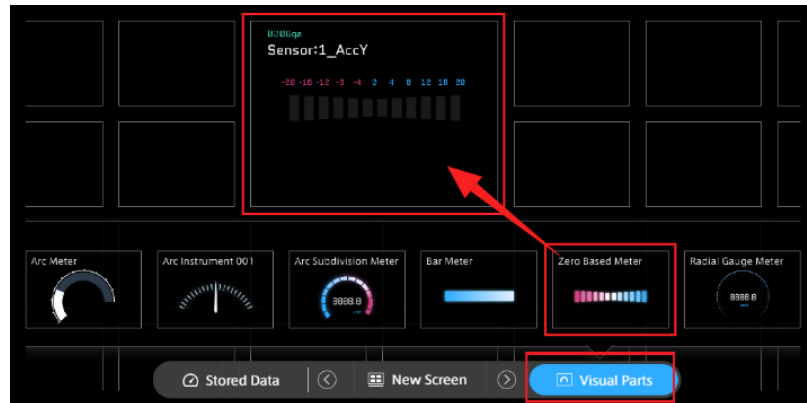 0206qa
Sensor:1_AccY
-20 -16 -12 -8 -4 0 4 8 12 16 20
Arc Meter
Arc Instrument 001
Arc Subdivision Meter
Bar Meter
Zero Based Meter
Radial Gauge Meter
8888.8
8888.8
Stored Data
New Screen
Visual Parts